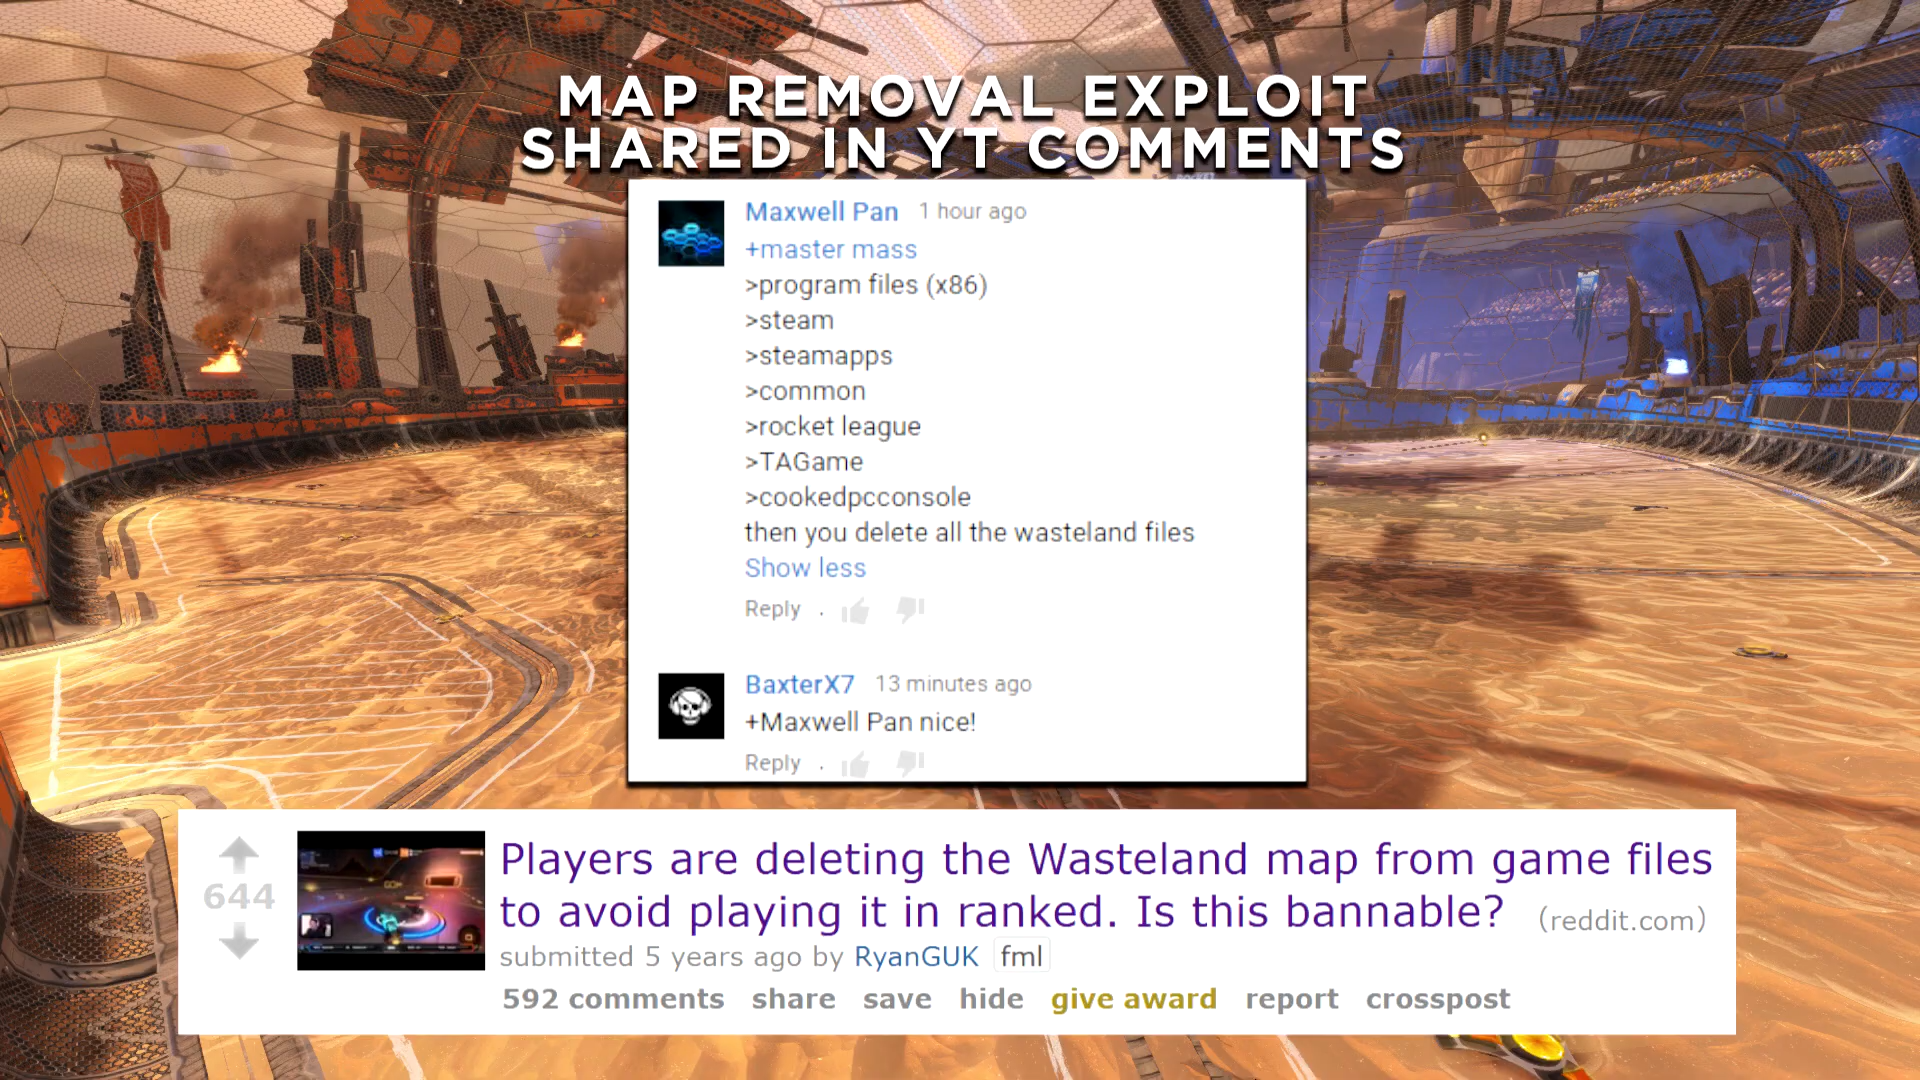 MAP REMOVAL EXPLOIT
SHARED IN YT COMMENTS
Maxwell Pan 1 hour ago
+master mass
>program files (x86)
>steam
>steamapps
>common
>rocket league
>TAGame
>cookedpcconsole
then you delete all the wasteland files
Show less
Reply .
BaxterX7 13 minutes ago
+Maxwell Pan nice!
Reply .
644
Players are deleting the Wasteland map from game files
to avoid playing it in ranked. Is this bannable? (reddit.com)
submitted 5 years ago by RyanGUK fml
592 comments share save hide give award report crosspost